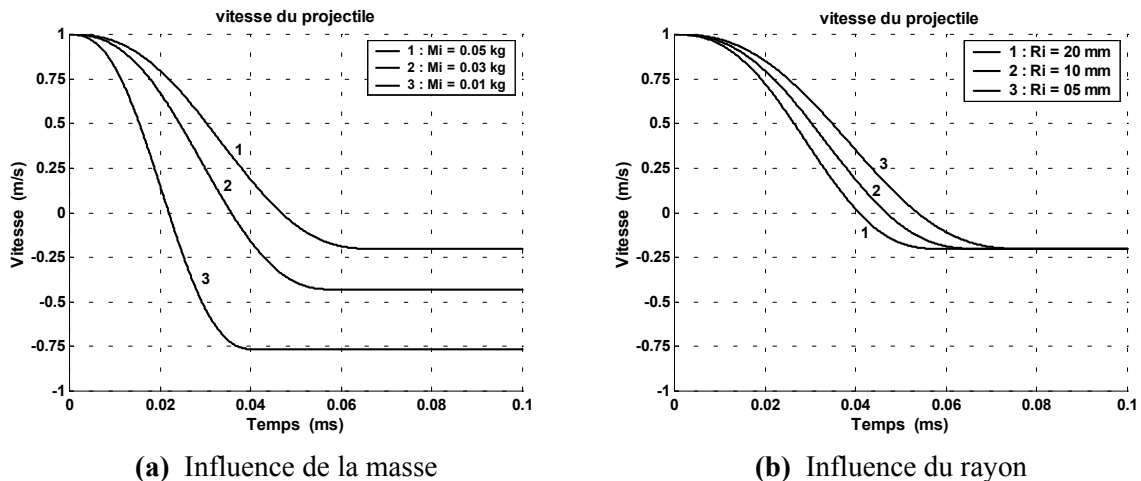 vitesse du projectile
1
0.75
0.5
0.25
0
-0.25
-0.5
-0.75
-1
Vitesse (m/s)
1 : Mi = 0.05 kg
2 : Mi = 0.03 kg
3 : Mi = 0.01 kg
1
2
3
0
0.02
0.04
0.06
0.08
0.1
Temps (ms)
(a) Influence de la masse
vitesse du projectile
1
0.75
0.5
0.25
0
-0.25
-0.5
-0.75
-1
Vitesse (m/s)
1 : Ri = 20 mm
2 : Ri = 10 mm
3 : Ri = 05 mm
3
2
1
0
0.02
0.04
0.06
0.08
0.1
Temps (ms)
(b) Influence du rayon